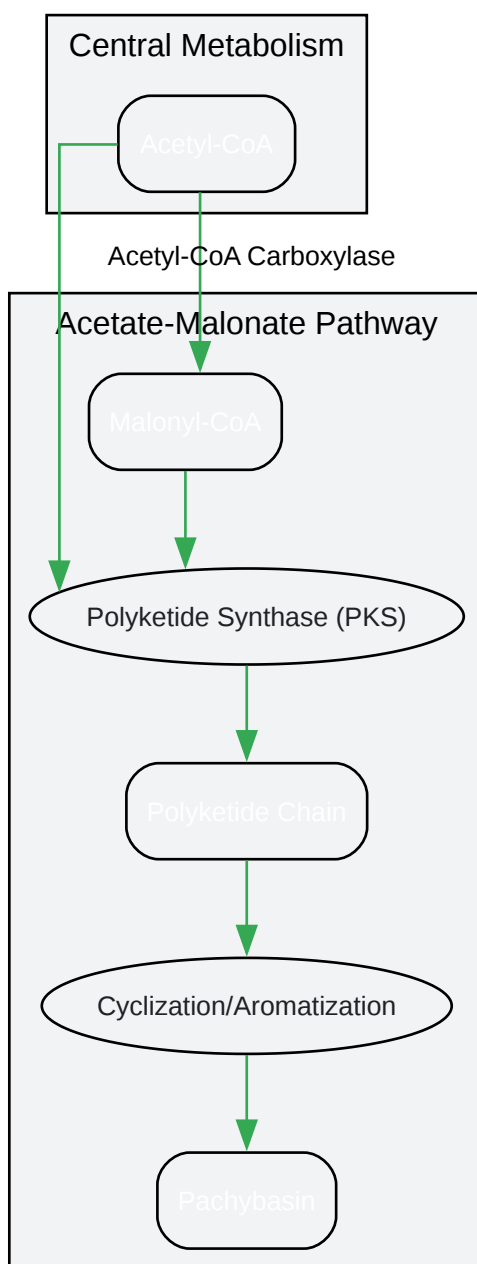 Central Metabolism
Acetyl-CoA
Acetyl-CoA Carboxylase
Acetate-Malonate Pathway
Malonyl-CoA
Polyketide Synthase (PKS)
Polyketide Chain
Cyclization/Aromatization
Pachybasin